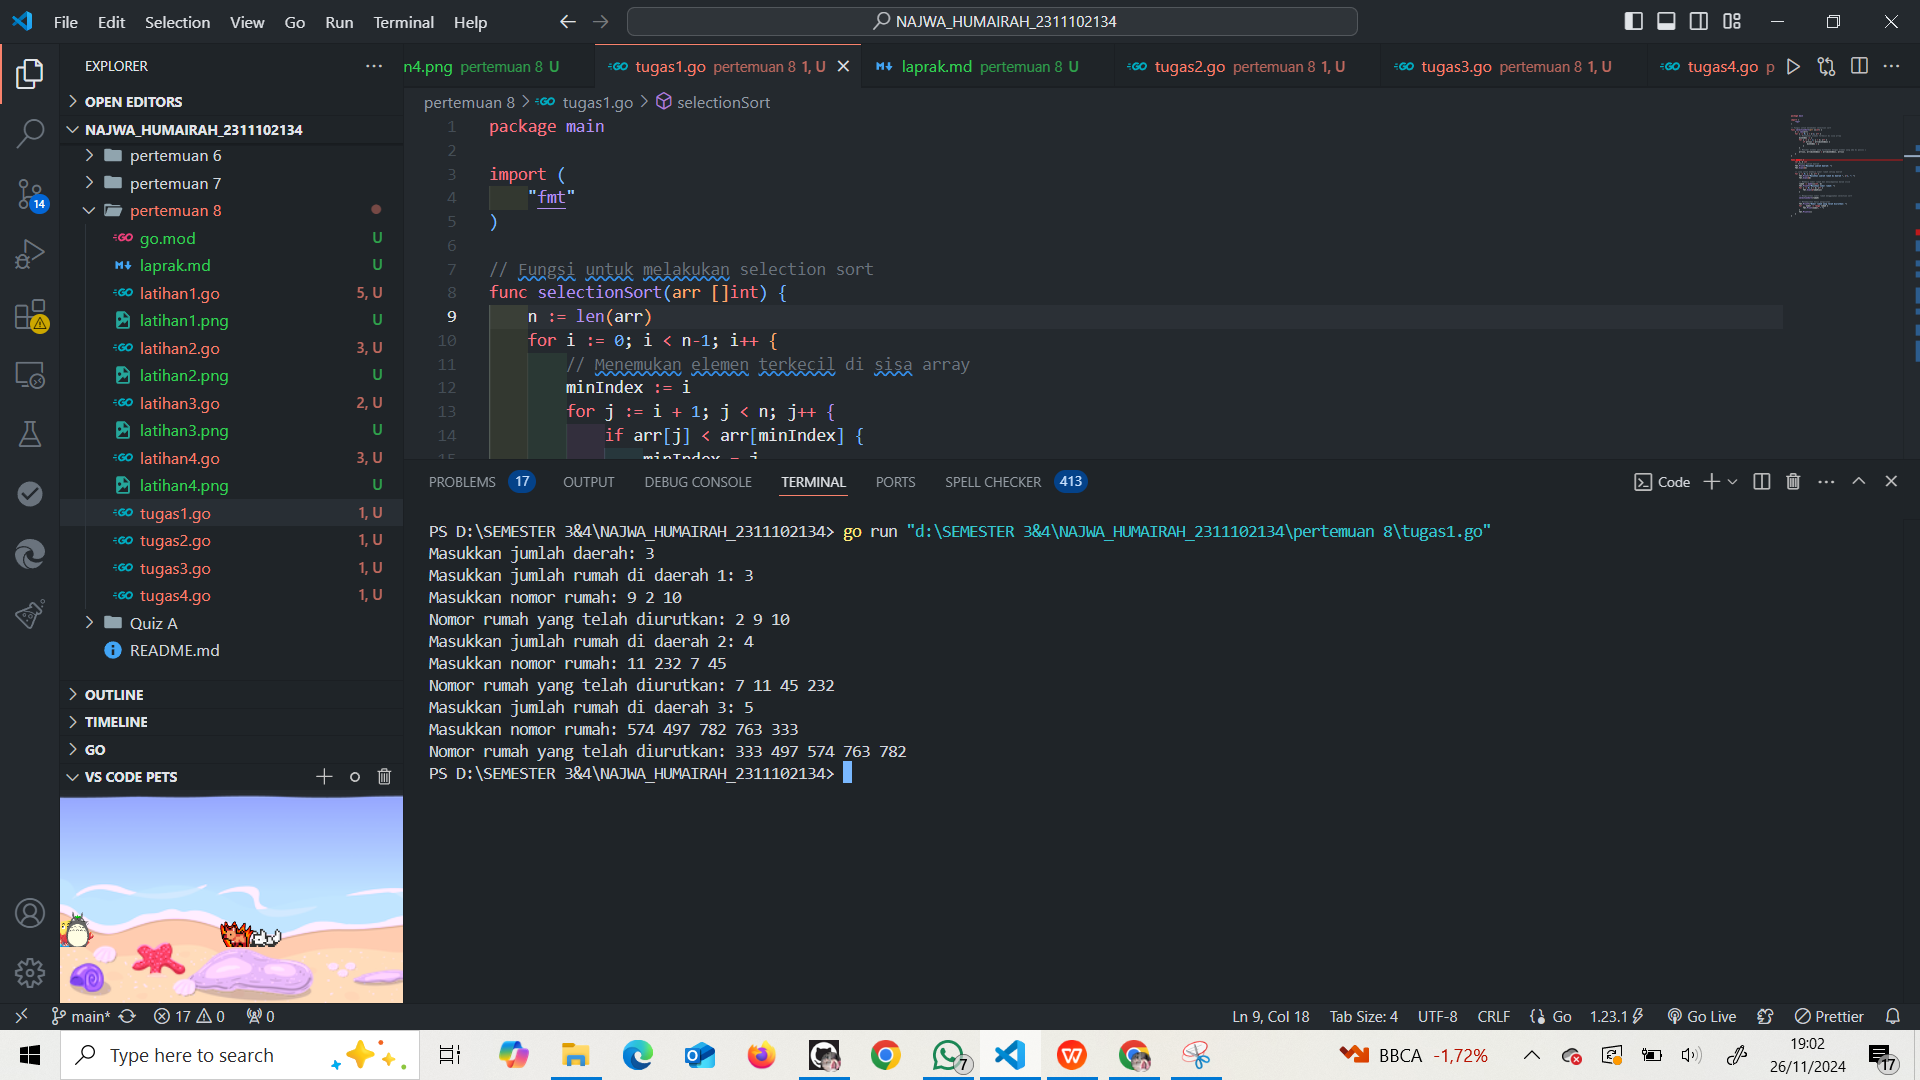 File Edit Selection View Go Run Terminal Help
NAJWA_HUMAIRAH_2311102134
EXPLORER
OPEN EDITORS
NAJWA_HUMAIRAH_2311102134
pertemuan 6
pertemuan 7
pertemuan 8
go.mod U
laprak.md U
latihan1.go 5, U
latihan1.png U
latihan2.go 3, U
latihan2.png U
latihan3.go 2, U
latihan3.png U
latihan4.go 3, U
latihan4.png U
tugas1.go 1, U
tugas2.go 1, U
tugas3.go 1, U
tugas4.go 1, U
Quiz A
README.md
OUTLINE
TIMELINE
GO
VS CODE PETS
14
n4.png pertemuan 8 U
tugas1.go pertemuan 8 1, U
laprak.md pertemuan 8 U
tugas2.go pertemuan 8 1, U
tugas3.go pertemuan 8 1, U
tugas4.go p
pertemuan 8 > tugas1.go > selectionSort
1 package main
2
3 import (
4 "fmt"
5 )
6
7 // Fungsi untuk melakukan selection sort
8 func selectionSort(arr []int) {
9 n := len(arr)
10 for i := 0; i < n-1; i++ {
11 // Menemukan elemen terkecil di sisa array
12 minIndex := i
13 for j := i + 1; j < n; j++ {
14 if arr[j] < arr[minIndex] {
15 minIndex = j
PROBLEMS 17 OUTPUT DEBUG CONSOLE TERMINAL PORTS SPELL CHECKER 413
Code
PS D:\SEMESTER 3&4\NAJWA_HUMAIRAH_2311102134> go run "d:\SEMESTER 3&4\NAJWA_HUMAIRAH_2311102134\pertemuan 8\tugas1.go"
Masukkan jumlah daerah: 3
Masukkan jumlah rumah di daerah 1: 3
Masukkan nomor rumah: 9 2 10
Nomor rumah yang telah diurutkan: 2 9 10
Masukkan jumlah rumah di daerah 2: 4
Masukkan nomor rumah: 11 232 7 45
Nomor rumah yang telah diurutkan: 7 11 45 232
Masukkan jumlah rumah di daerah 3: 5
Masukkan nomor rumah: 574 497 782 763 333
Nomor rumah yang telah diurutkan: 333 497 574 763 782
PS D:\SEMESTER 3&4\NAJWA_HUMAIRAH_2311102134>
main* 17 0 0
Ln 9, Col 18 Tab Size: 4 UTF-8 CRLF Go 1.23.1 Go Live Prettier
Type here to search
7
BBCA -1,72%
19:02
26/11/2024
17